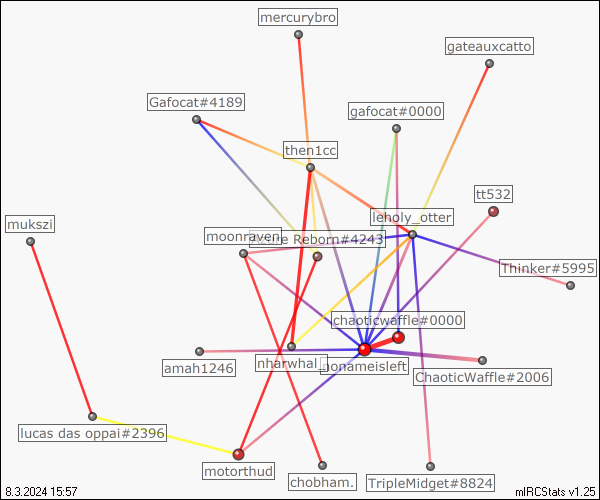 mercurybro
gateauxcatto
Gafocat#4189
gafocat#0000
then1cc
tt532
leholy_otter
mukszi
moonraven
Reborn#4243
Thinker#5995
chaoticwaffle#0000
amah1246
nharwhal_
nonameisleft
ChaoticWaffle#2006
lucas das oppai#2396
motorthud
chobham.
TripleMidget#8824
8.3.2024 15:57
mIRCStats v1.25